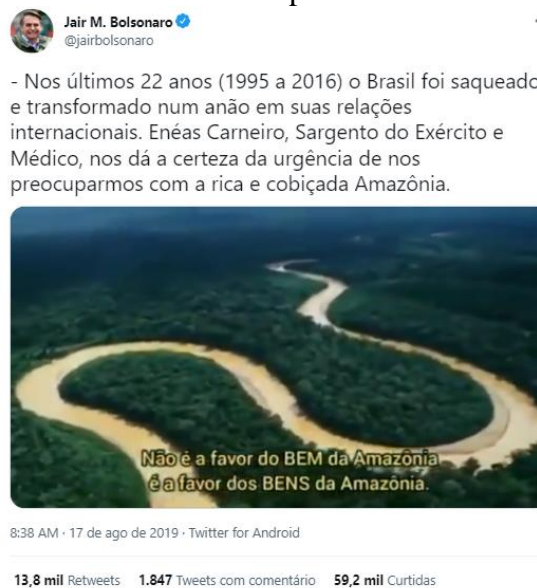 Jair M. Bolsonaro
@jairbolsonaro
- Nos últimos 22 anos (1995 a 2016) o Brasil foi saqueado
e transformado num anão em suas relações
internacionais. Enéas Carneiro, Sargento do Exército e
Médico, nos dá a certeza da urgência de nos
preocuparmos com a rica e cobiçada Amazônia.
Não é a favor do BEM da Amazônia
é a favor dos BENS da Amazônia.
8:38 AM · 17 de ago de 2019 · Twitter for Android
13,8 mil Retweets 1.847 Tweets com comentário 59,2 mil Curtidas